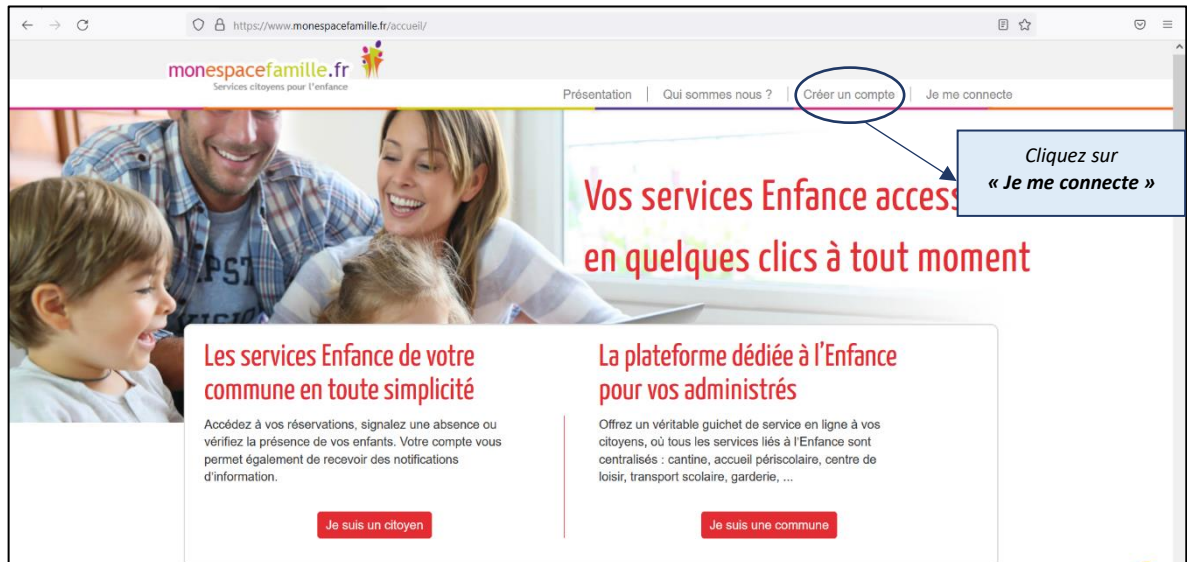 https://www.monespacefamille.fr/accueil/
monespacefamille.fr
Services citoyens pour l'enfance
Présentation | Qui sommes nous ? | Créer un compte | Je me connecte
Cliquez sur
« Je me connecte »
Vos services Enfance access
en quelques clics à tout moment
Les services Enfance de votre
commune en toute simplicité
Accédez à vos réservations, signalez une absence ou
vérifiez la présence de vos enfants. Votre compte vous
permet également de recevoir des notifications
d'information.
Je suis un citoyen
La plateforme dédiée à l'Enfance
pour vos administrés
Offrez un véritable guichet de service en ligne à vos
citoyens, où tous les services liés à l'Enfance sont
centralisés : cantine, accueil périscolaire, centre de
loisir, transport scolaire, garderie, ...
Je suis une commune